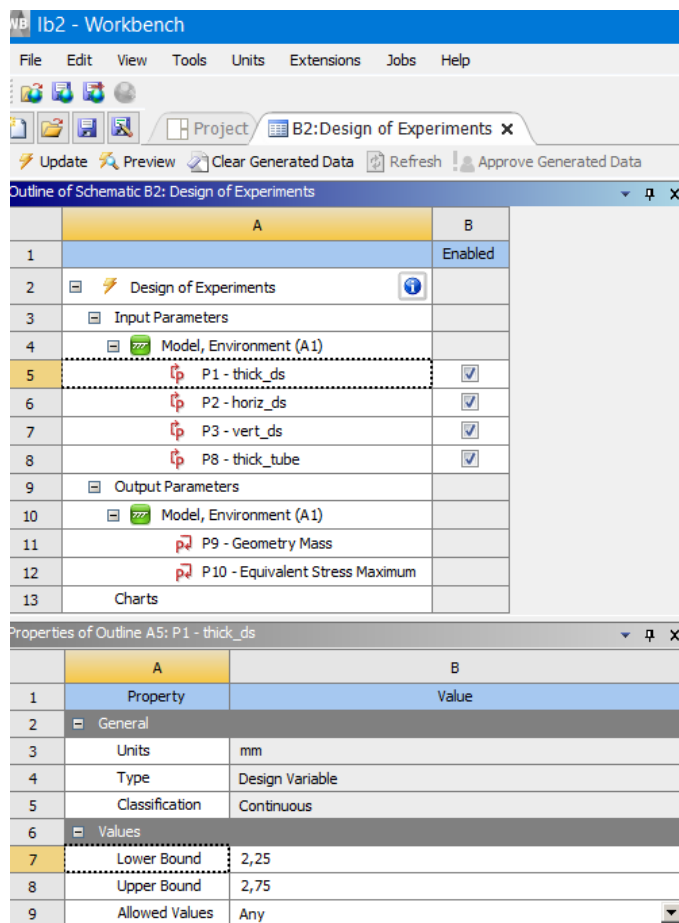 WB lb2 - Workbench
File Edit View Tools Units Extensions Jobs Help
Project B2:Design of Experiments
Update Preview Clear Generated Data Refresh Approve Generated Data
Outline of Schematic B2: Design of Experiments
A B
1 Enabled
2 Design of Experiments
3 Input Parameters
4 Model, Environment (A1)
5 P1 - thick_ds
6 P2 - horiz_ds
7 P3 - vert_ds
8 P8 - thick_tube
9 Output Parameters
10 Model, Environment (A1)
11 P9 - Geometry Mass
12 P10 - Equivalent Stress Maximum
13 Charts
Properties of Outline A5: P1 - thick_ds
A B
1 Property Value
2 General
3 Units mm
4 Type Design Variable
5 Classification Continuous
6 Values
7 Lower Bound 2,25
8 Upper Bound 2,75
9 Allowed Values Any